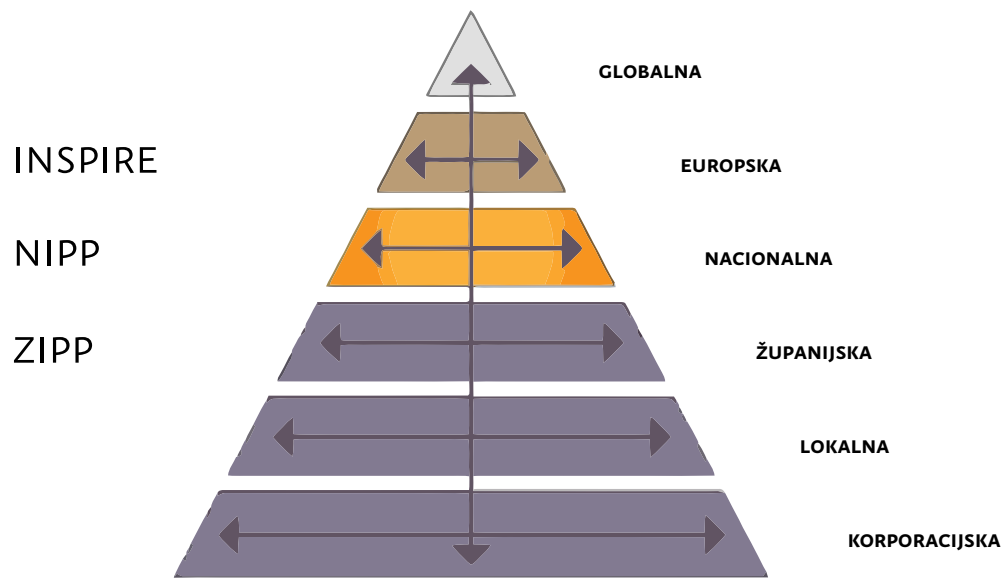 GLOBALNA
INSPIRE
EUROPSKA
NIPP
NACIONALNA
ZIPP
ŽUPANIJSKA
LOKALNA
KORPORACIJSKA